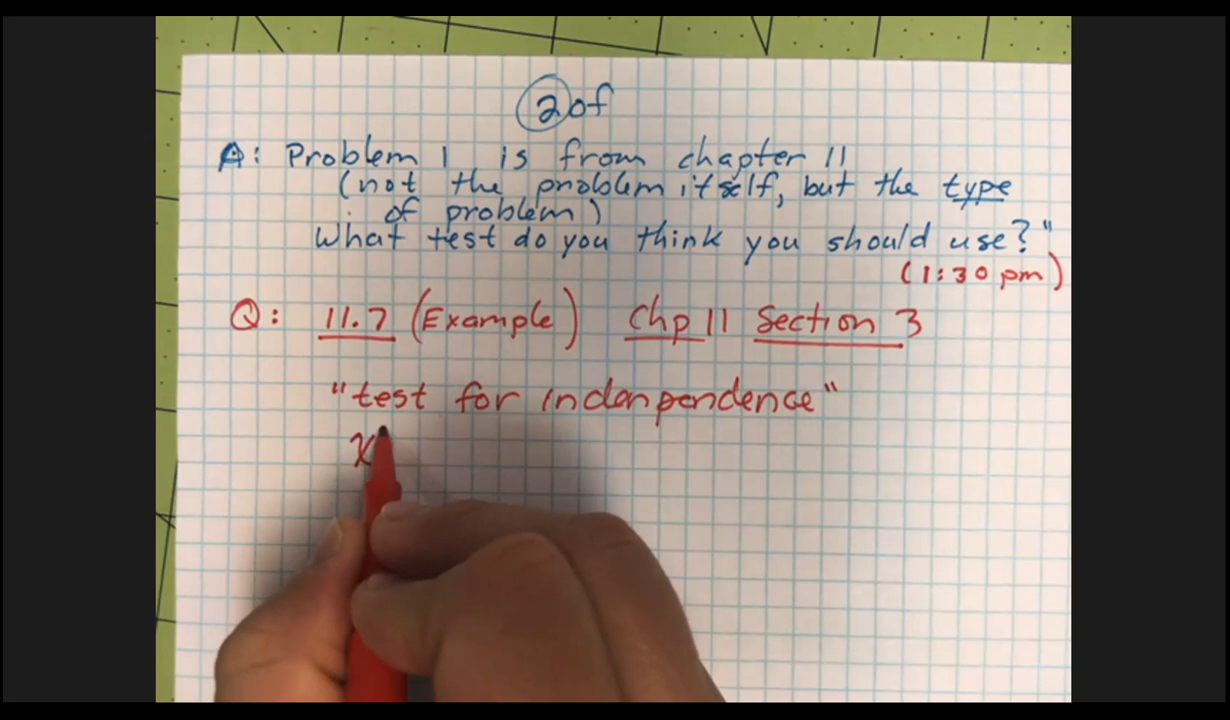 2 of
A: Problem 1 is from chapter 11
(not the problem itself, but the type
of problem)
What test do you think you should use?"
(1:30 pm)
Q: 11.7 (Example) Chp 11 Section 3
"test for indenpendence"
X